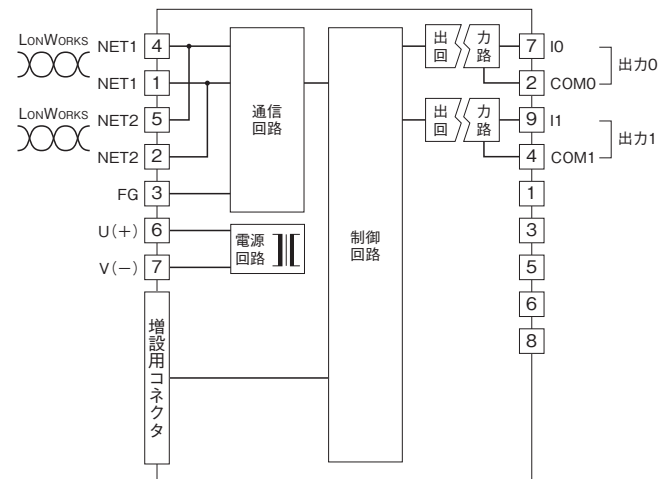 LONWORKS
NET1 4
NET1 1
LONWORKS
NET2 5
NET2 2
FG 3
U(+) 6
V(−) 7
増設用コネクタ
通信
回路
電源
回路
制御
回路
出 力
回 路
7 I0
2 COM0
出力0
出 力
回 路
9 I1
4 COM1
出力1
1
3
5
6
8